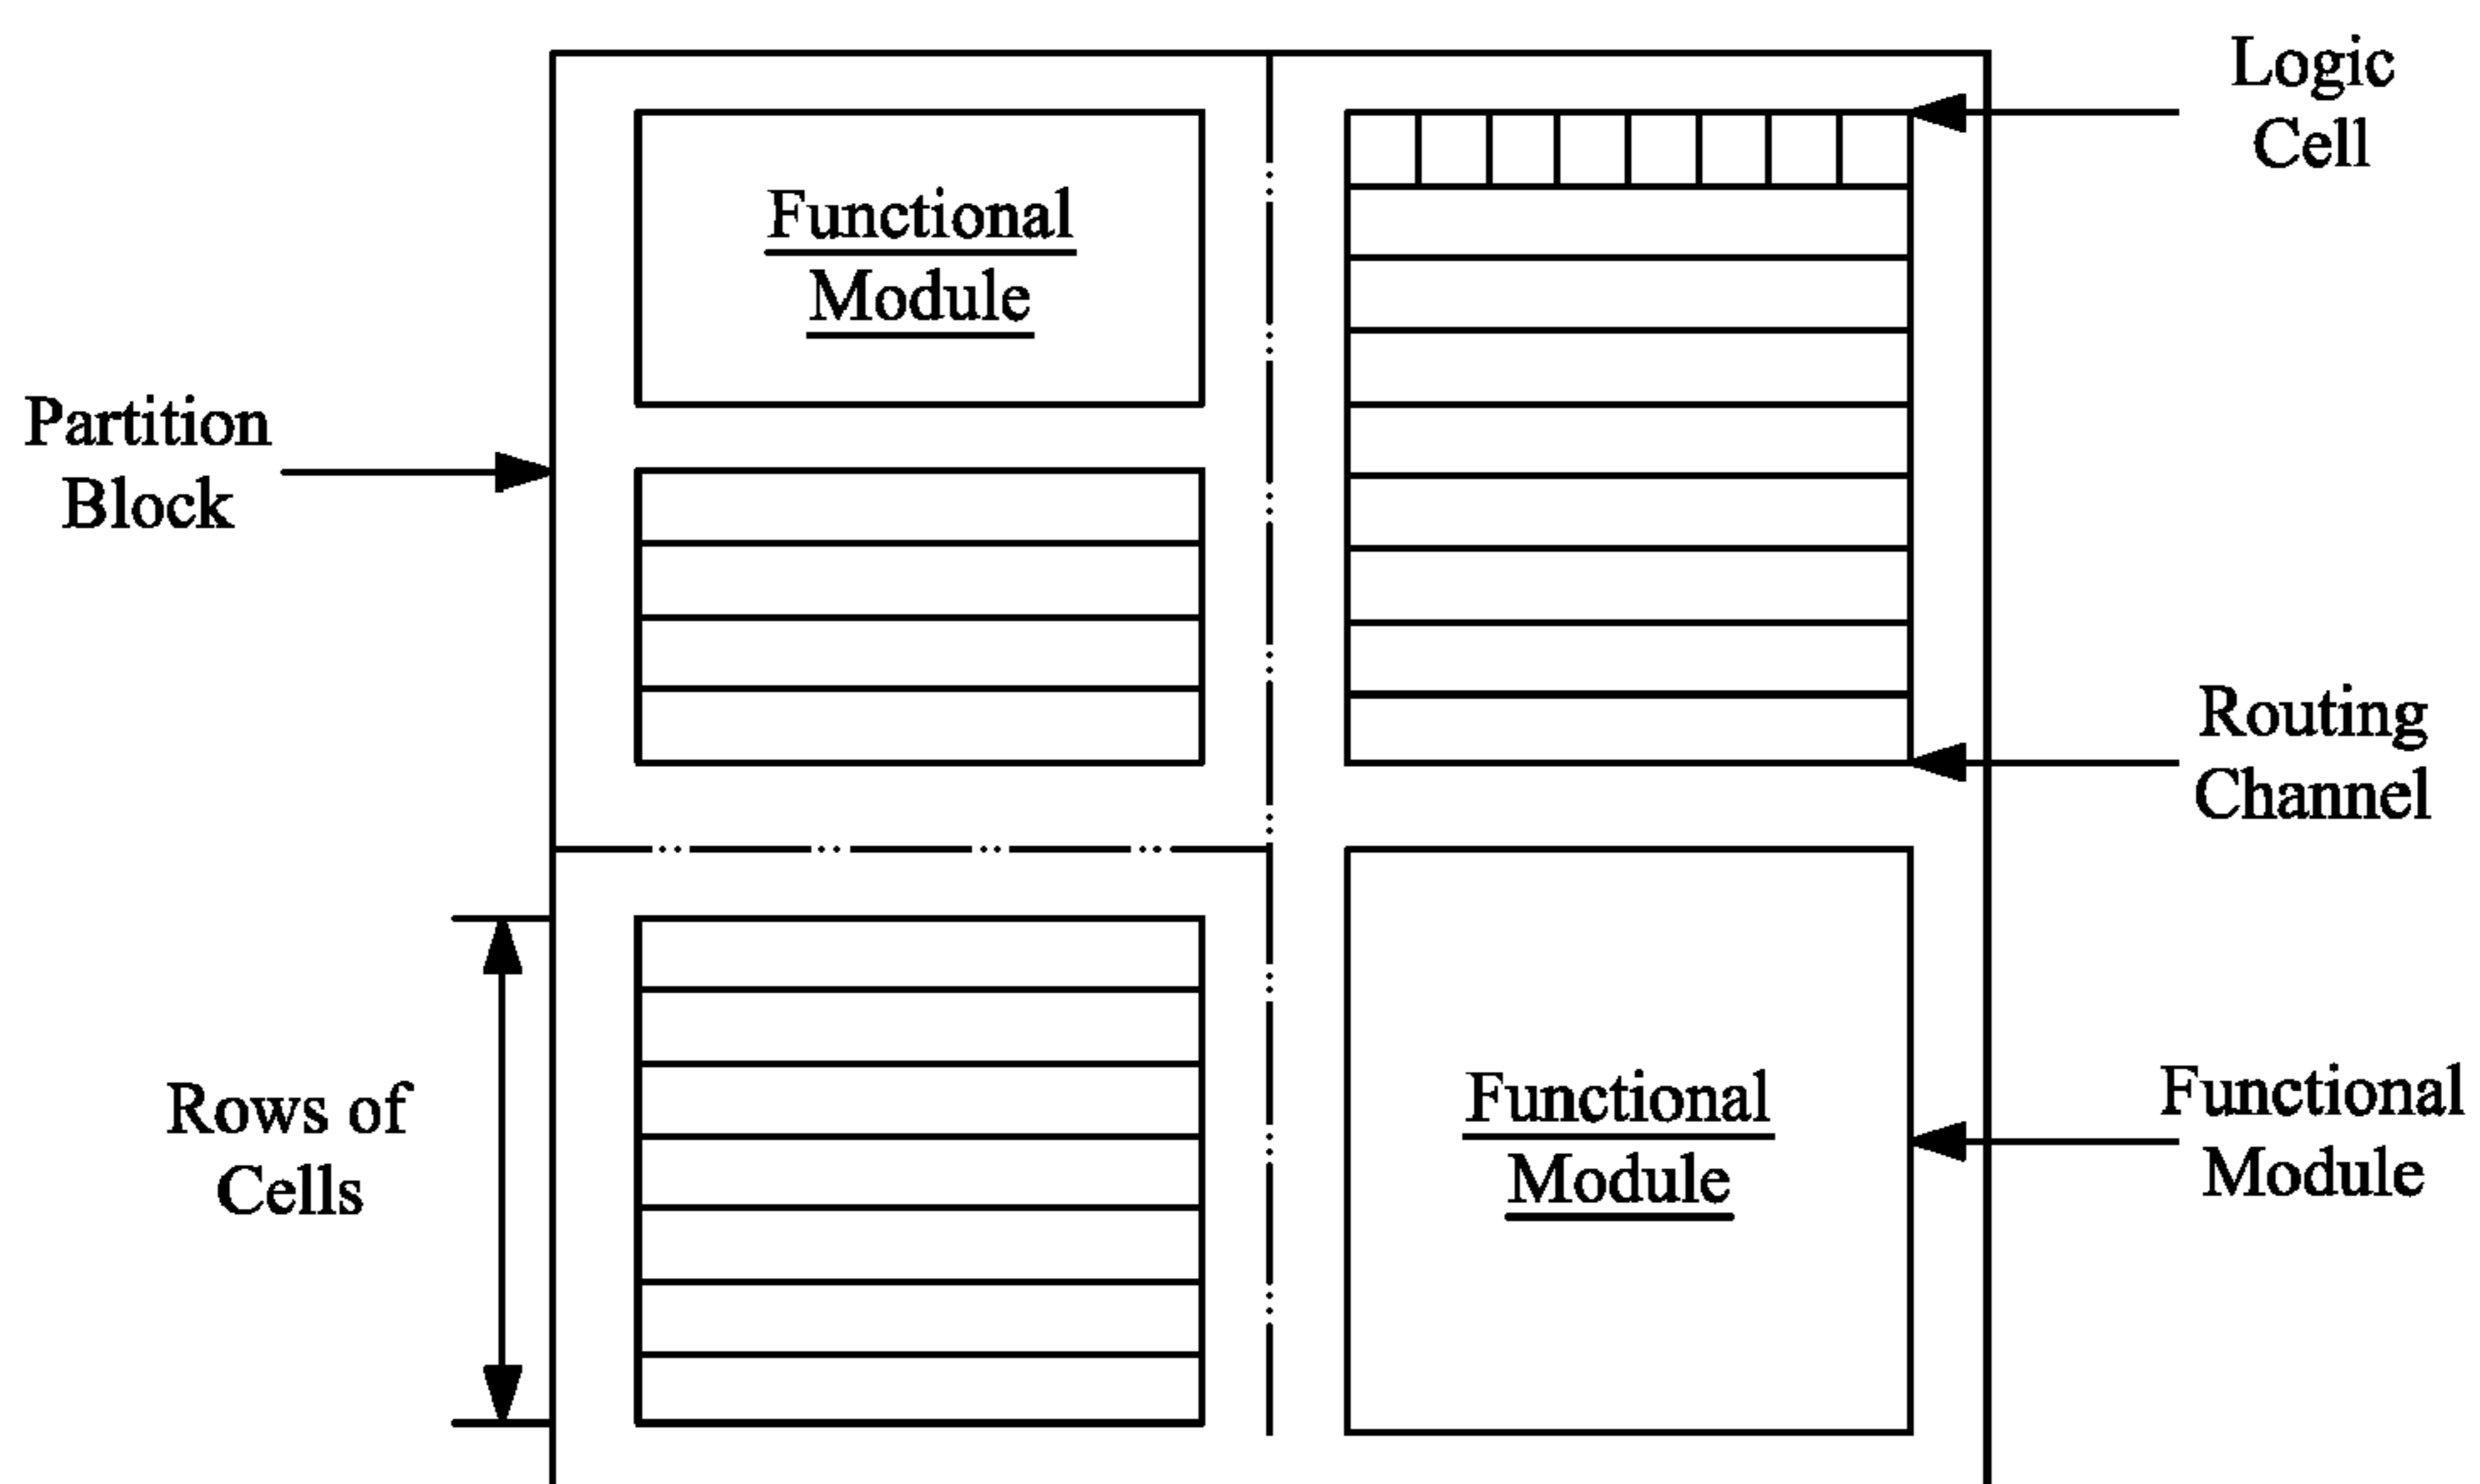 Logic
Cell
Functional
Module
Partition
Block
Routing
Channel
Rows of
Cells
Functional
Module
Functional
Module